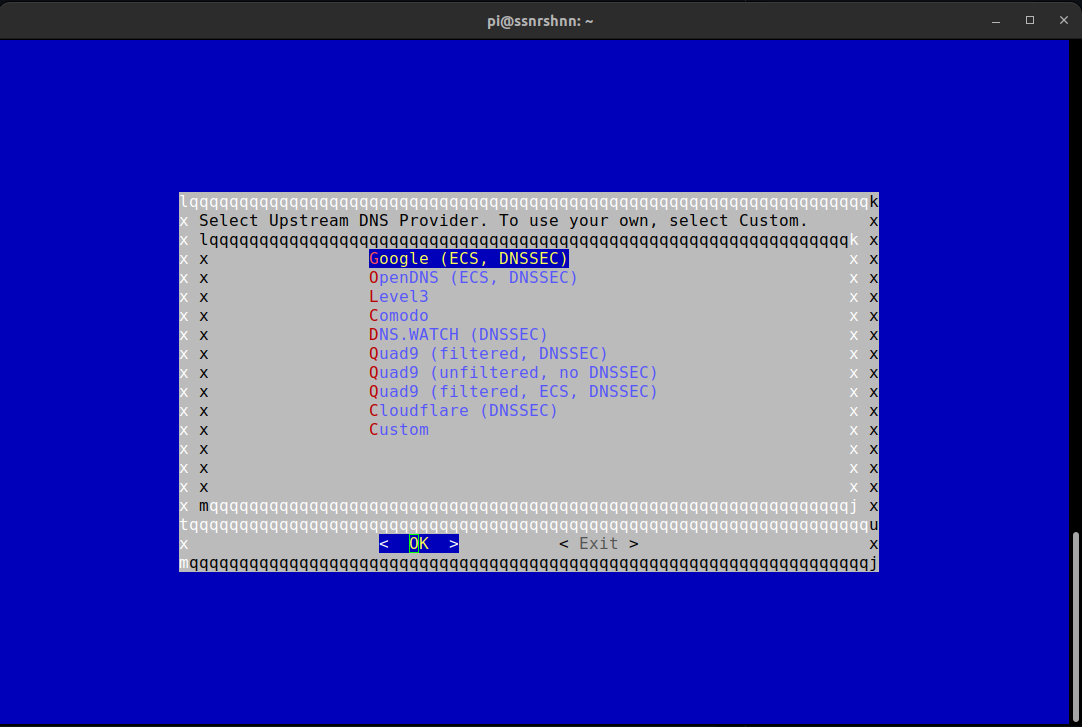 pi@ssnrshnn: ~
lqqqqqqqqqqqqqqqqqqqqqqqqqqqqqqqqqqqqqqqqqqqqqqqqqqqqqqqqqqqqqqqqqqqqk
x Select Upstream DNS Provider. To use your own, select Custom.      x
x lqqqqqqqqqqqqqqqqqqqqqqqqqqqqqqqqqqqqqqqqqqqqqqqqqqqqqqqqqqqqqqqqk x
x x                Google (ECS, DNSSEC)                            x x
x x                OpenDNS (ECS, DNSSEC)                           x x
x x                Level3                                          x x
x x                Comodo                                          x x
x x                DNS.WATCH (DNSSEC)                              x x
x x                Quad9 (filtered, DNSSEC)                        x x
x x                Quad9 (unfiltered, no DNSSEC)                   x x
x x                Quad9 (filtered, ECS, DNSSEC)                   x x
x x                Cloudflare (DNSSEC)                             x x
x x                Custom                                          x x
x x                                                                x x
x x                                                                x x
x x                                                                x x
x mqqqqqqqqqqqqqqqqqqqqqqqqqqqqqqqqqqqqqqqqqqqqqqqqqqqqqqqqqqqqqqqqj x
tqqqqqqqqqqqqqqqqqqqqqqqqqqqqqqqqqqqqqqqqqqqqqqqqqqqqqqqqqqqqqqqqqqqqu
x                   <  OK  >          < Exit >                       x
mqqqqqqqqqqqqqqqqqqqqqqqqqqqqqqqqqqqqqqqqqqqqqqqqqqqqqqqqqqqqqqqqqqqqj